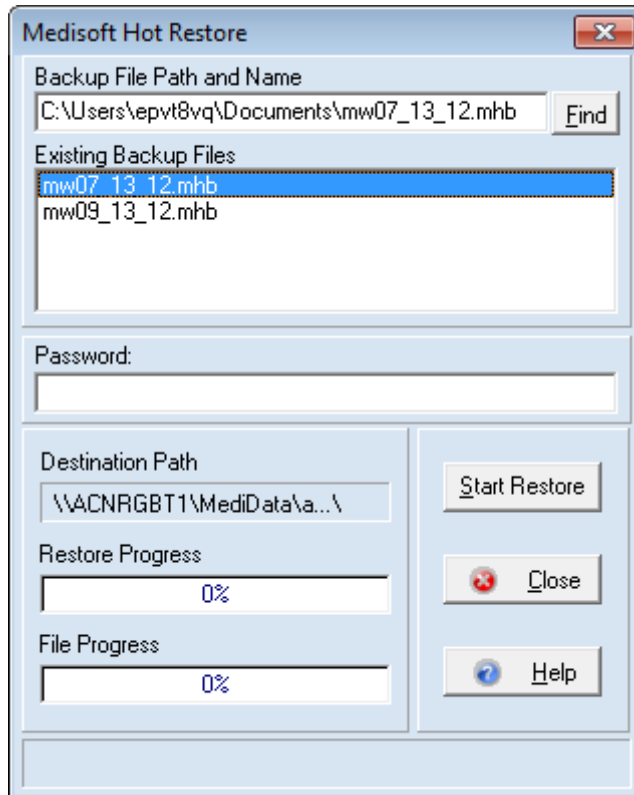 Medisoft Hot Restore
Backup File Path and Name
C:\Users\epvt8vq\Documents\mw07_13_12.mhb
Find
Existing Backup Files
mw07_13_12.mhb
mw09_13_12.mhb
Password:
Destination Path
\\ACNRGBT1\MediData\a...\
Start Restore
Restore Progress
0%
Close
File Progress
0%
Help